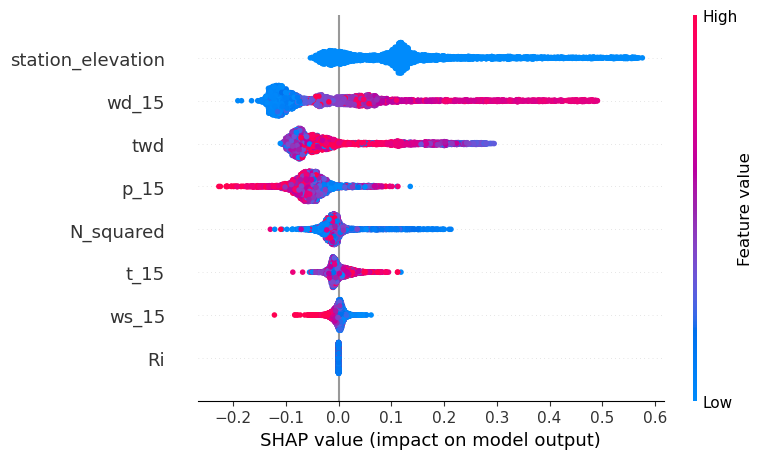 High
station_elevation
wd_15
twd
p_15
N_squared
t_15
ws_15
Ri
Feature value
Low
−0.2 −0.1 0.0 0.1 0.2 0.3 0.4 0.5 0.6
SHAP value (impact on model output)